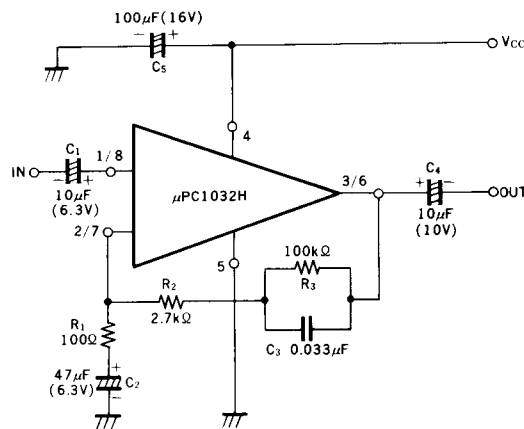 100μF(16V)
− +
C5
VCC
4
C1
IN
1/8
− +
10μF
(6.3V)
μPC1032H
3/6
C4
+ −
OUT
10μF
(10V)
2/7
5
100kΩ
R3
R2
2.7kΩ
R1
100Ω
C3 0.033μF
47μF
(6.3V)
+
C2
−